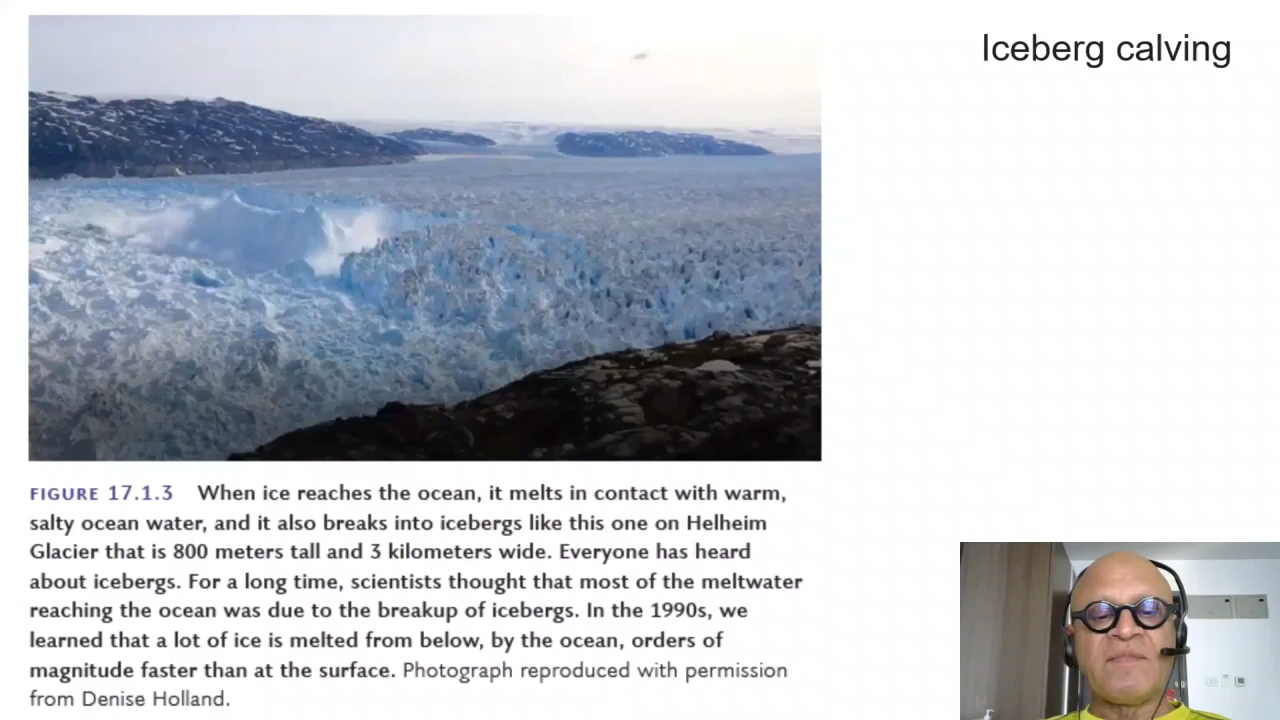 Iceberg calving
FIGURE 17.1.3 When ice reaches the ocean, it melts in contact with warm,
salty ocean water, and it also breaks into icebergs like this one on Helheim
Glacier that is 800 meters tall and 3 kilometers wide. Everyone has heard
about icebergs. For a long time, scientists thought that most of the meltwater
reaching the ocean was due to the breakup of icebergs. In the 1990s, we
learned that a lot of ice is melted from below, by the ocean, orders of
magnitude faster than at the surface. Photograph reproduced with permission
from Denise Holland.